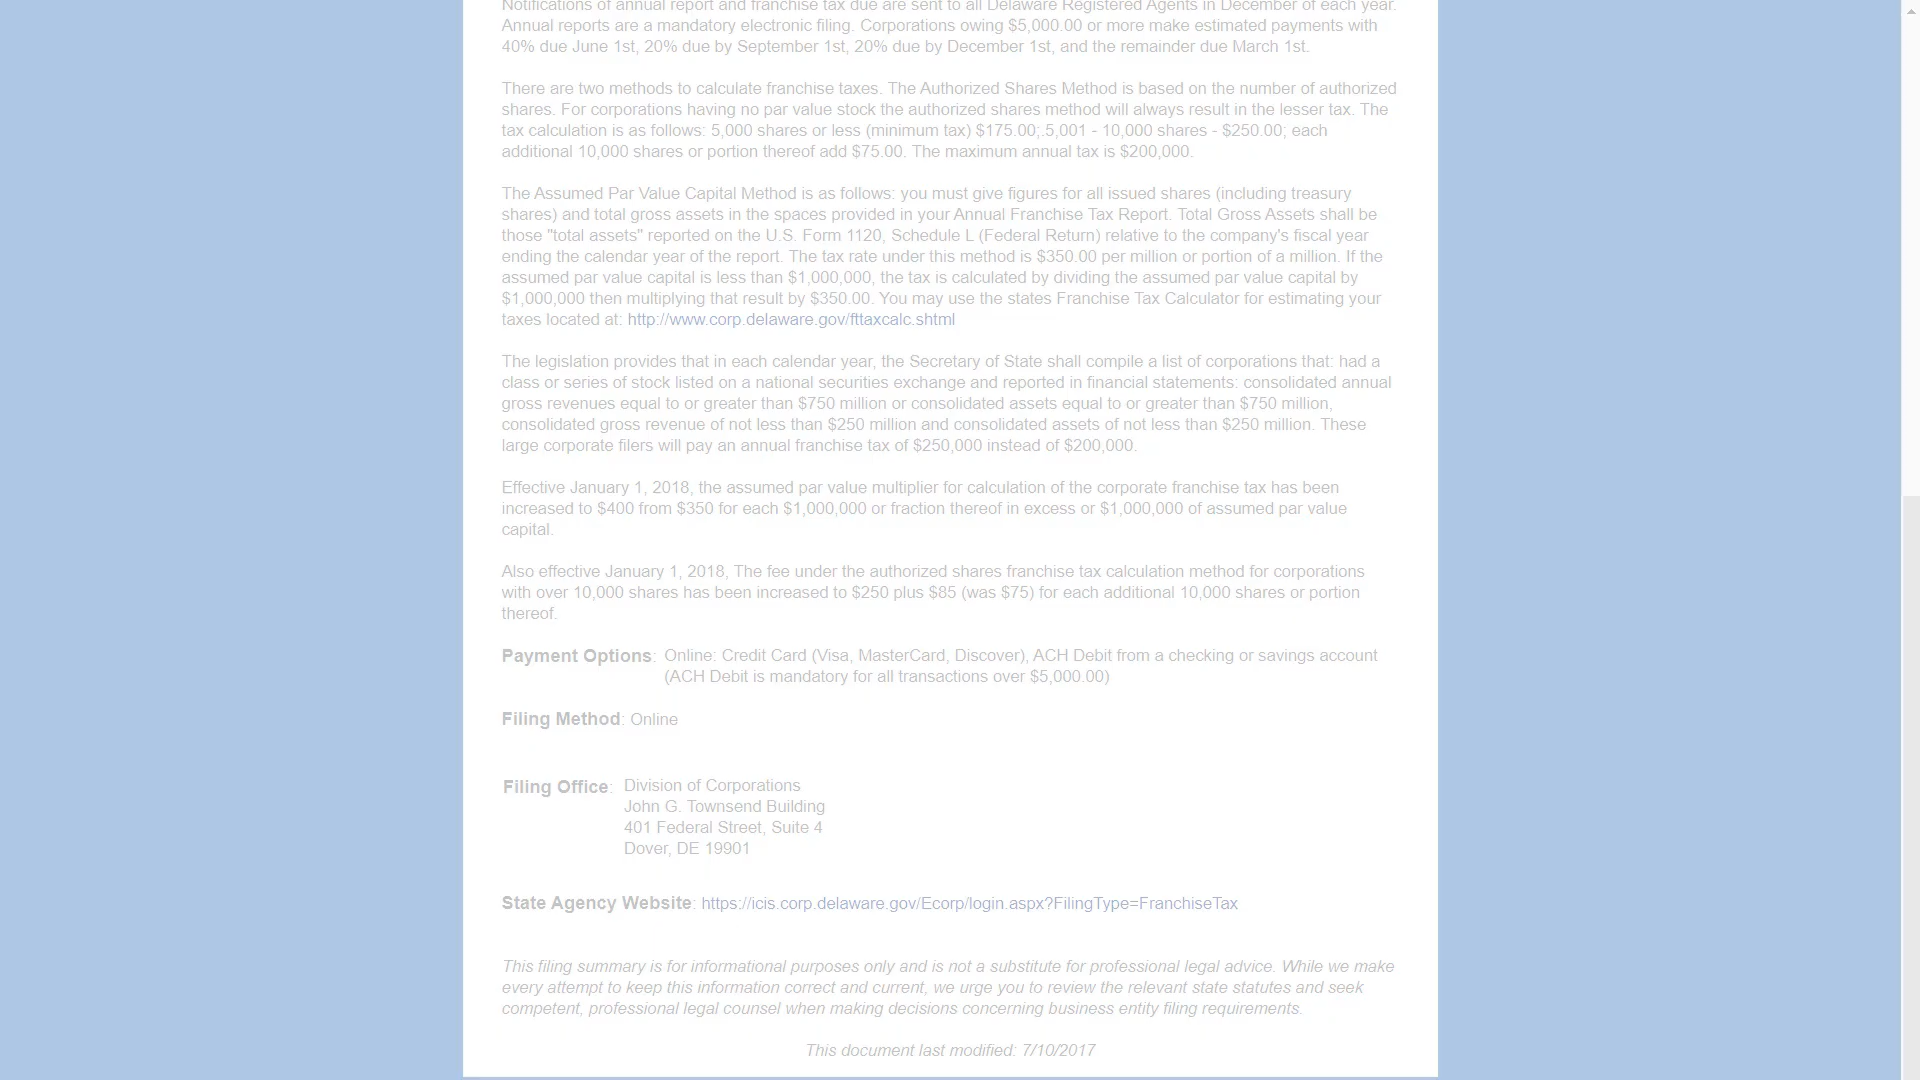 Notifications of annual report and franchise tax due are sent to all Delaware Registered Agents in December of each year.
Annual reports are a mandatory electronic filing. Corporations owing $5,000.00 or more make estimated payments with
40% due June 1st, 20% due by September 1st, 20% due by December 1st, and the remainder due March 1st.
There are two methods to calculate franchise taxes. The Authorized Shares Method is based on the number of authorized
shares. For corporations having no par value stock the authorized shares method will always result in the lesser tax. The
tax calculation is as follows: 5,000 shares or less (minimum tax) $175.00;.5,001 - 10,000 shares - $250.00; each
additional 10,000 shares or portion thereof add $75.00. The maximum annual tax is $200,000.
The Assumed Par Value Capital Method is as follows: you must give figures for all issued shares (including treasury
shares) and total gross assets in the spaces provided in your Annual Franchise Tax Report. Total Gross Assets shall be
those "total assets" reported on the U.S. Form 1120, Schedule L (Federal Return) relative to the company's fiscal year
ending the calendar year of the report. The tax rate under this method is $350.00 per million or portion of a million. If the
assumed par value capital is less than $1,000,000, the tax is calculated by dividing the assumed par value capital by
$1,000,000 then multiplying that result by $350.00. You may use the states Franchise Tax Calculator for estimating your
taxes located at: http://www.corp.delaware.gov/fttaxcalc.shtml
The legislation provides that in each calendar year, the Secretary of State shall compile a list of corporations that: had a
class or series of stock listed on a national securities exchange and reported in financial statements: consolidated annual
gross revenues equal to or greater than $750 million or consolidated assets equal to or greater than $750 million,
consolidated gross revenue of not less than $250 million and consolidated assets of not less than $250 million. These
large corporate filers will pay an annual franchise tax of $250,000 instead of $200,000.
Effective January 1, 2018, the assumed par value multiplier for calculation of the corporate franchise tax has been
increased to $400 from $350 for each $1,000,000 or fraction thereof in excess or $1,000,000 of assumed par value
capital.
Also effective January 1, 2018, The fee under the authorized shares franchise tax calculation method for corporations
with over 10,000 shares has been increased to $250 plus $85 (was $75) for each additional 10,000 shares or portion
thereof.
Payment Options: Online: Credit Card (Visa, MasterCard, Discover), ACH Debit from a checking or savings account
(ACH Debit is mandatory for all transactions over $5,000.00)
Filing Method: Online
Filing Office: Division of Corporations
John G. Townsend Building
401 Federal Street, Suite 4
Dover, DE 19901
State Agency Website: https://icis.corp.delaware.gov/Ecorp/login.aspx?FilingType=FranchiseTax
This filing summary is for informational purposes only and is not a substitute for professional legal advice. While we make
every attempt to keep this information correct and current, we urge you to review the relevant state statutes and seek
competent, professional legal counsel when making decisions concerning business entity filing requirements.
This document last modified: 7/10/2017